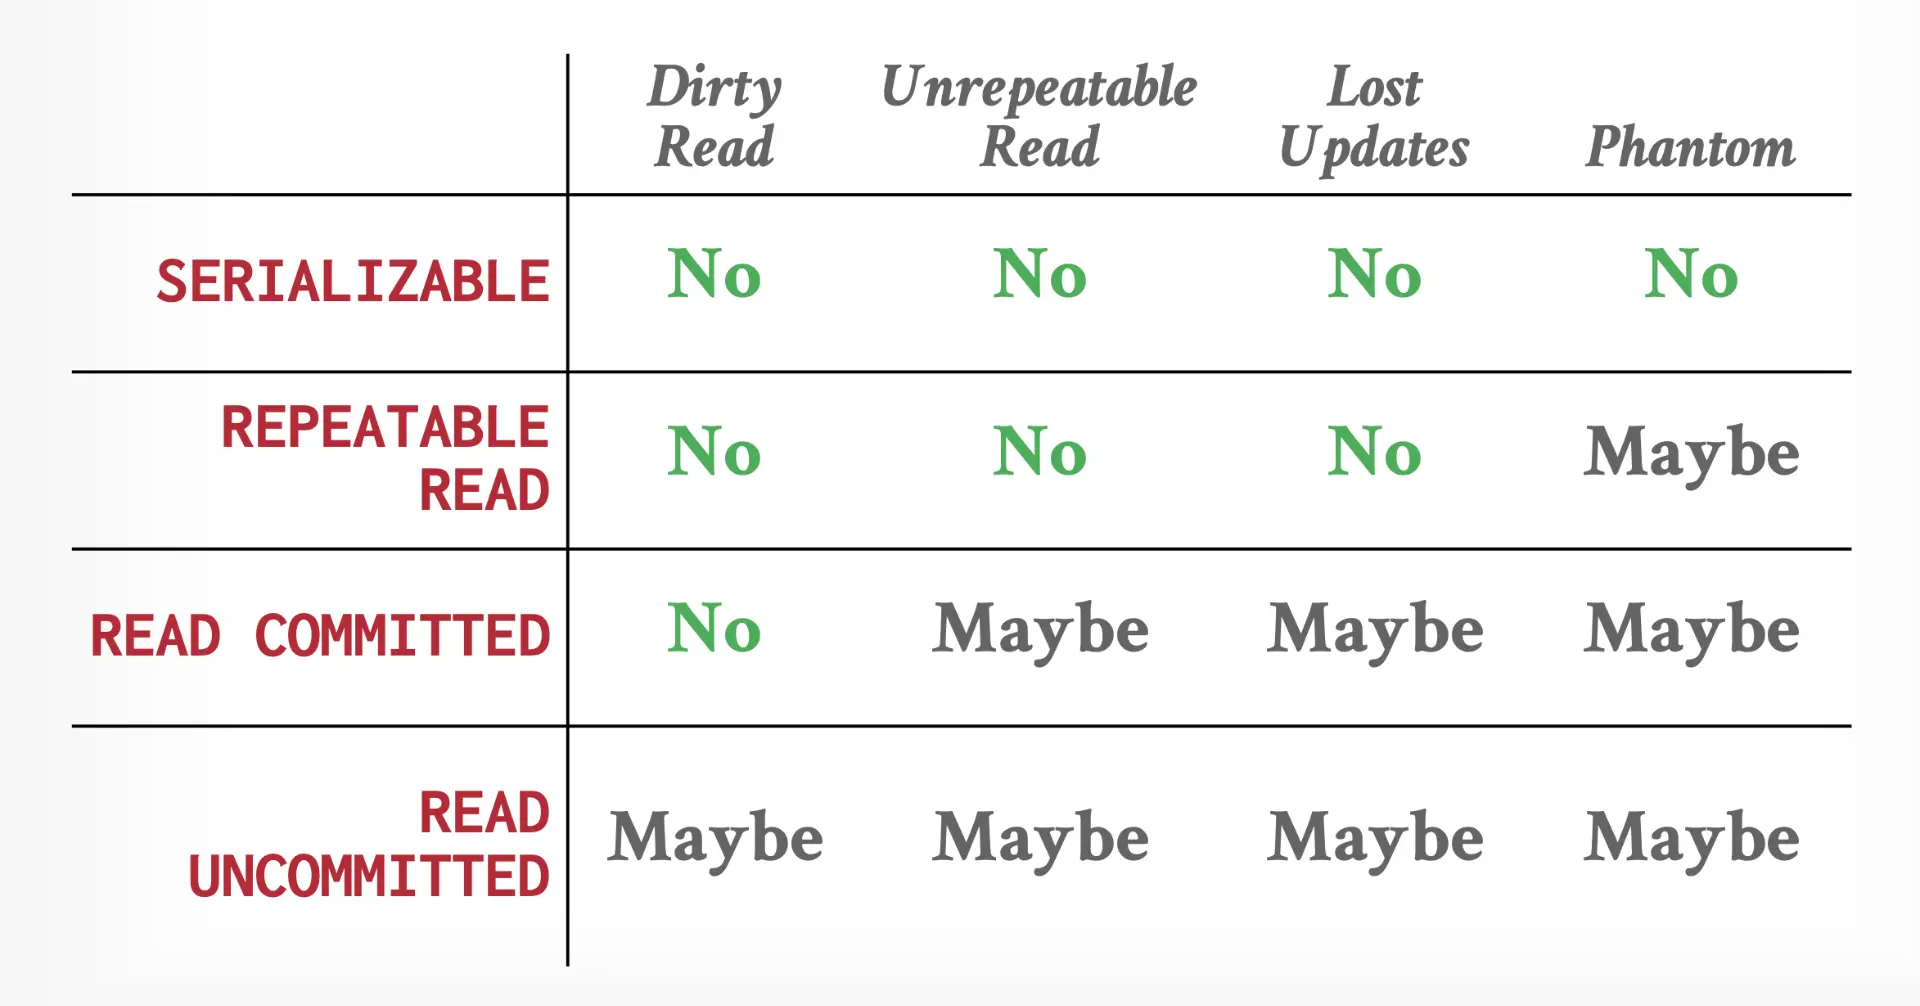 Dirty Read Unrepeatable Read Lost Updates Phantom
SERIALIZABLE No No No No
REPEATABLE READ No No No Maybe
READ COMMITTED No Maybe Maybe Maybe
READ UNCOMMITTED Maybe Maybe Maybe Maybe